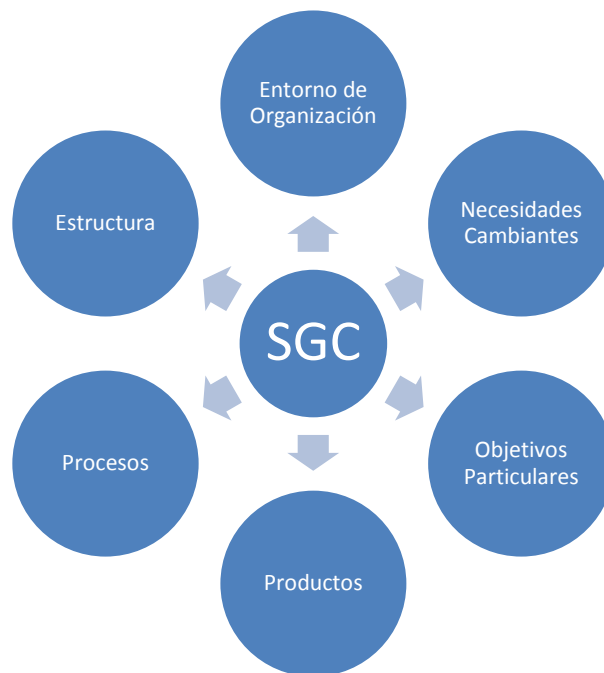 Entorno de
Organización
Estructura
Necesidades
Cambiantes
SGC
Procesos
Objetivos
Particulares
Productos